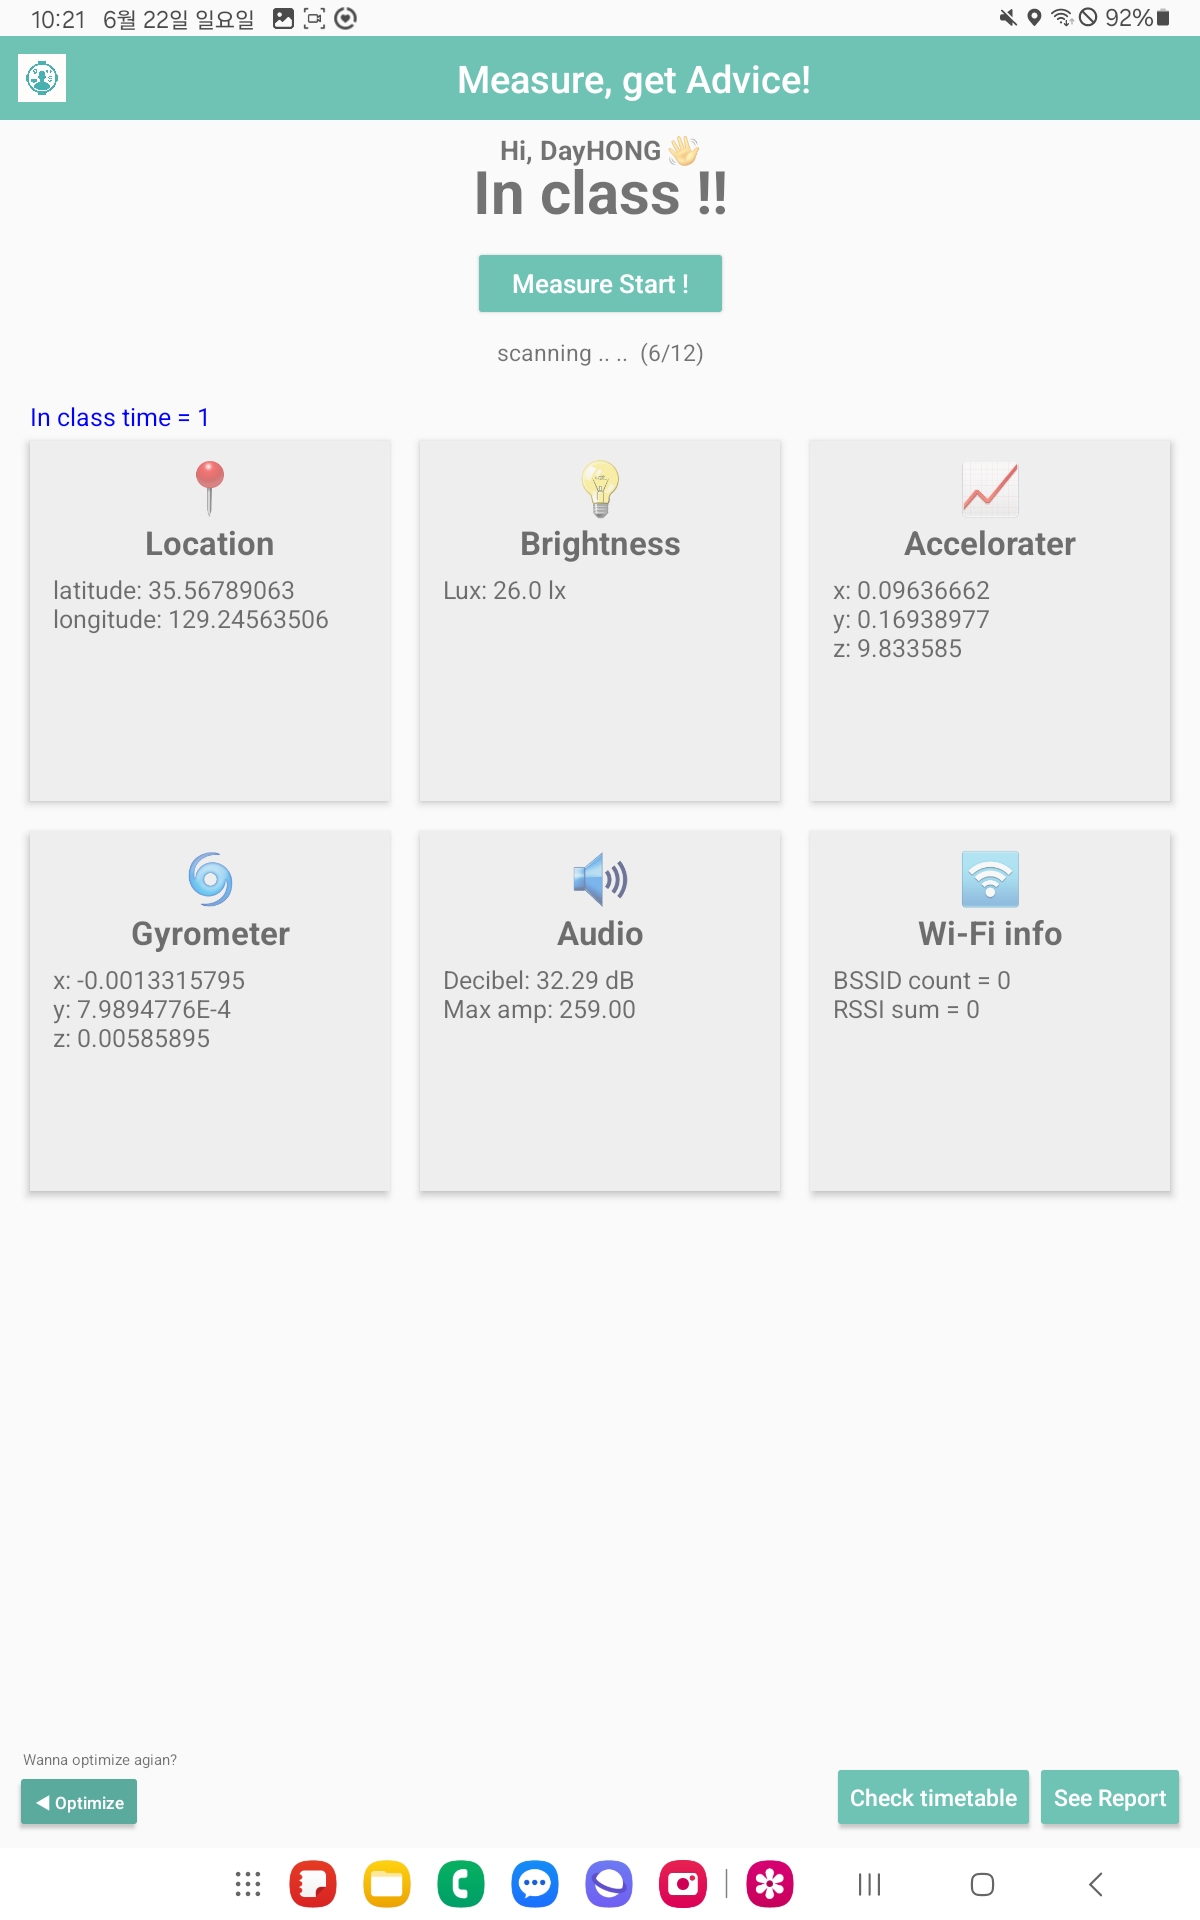 10:21 6월 22일 일요일 92%
Measure, get Advice!
Hi, DayHONG 👋
In class !!
Measure Start !
scanning .. .. (6/12)
In class time = 1
Location
latitude: 35.56789063
longitude: 129.24563506
Brightness
Lux: 26.0 lx
Accelorater
x: 0.09636662
y: 0.16938977
z: 9.833585
Gyrometer
x: -0.0013315795
y: 7.9894776E-4
z: 0.00585895
Audio
Decibel: 32.29 dB
Max amp: 259.00
Wi-Fi info
BSSID count = 0
RSSI sum = 0
Wanna optimize agian?
◀ Optimize
Check timetable
See Report